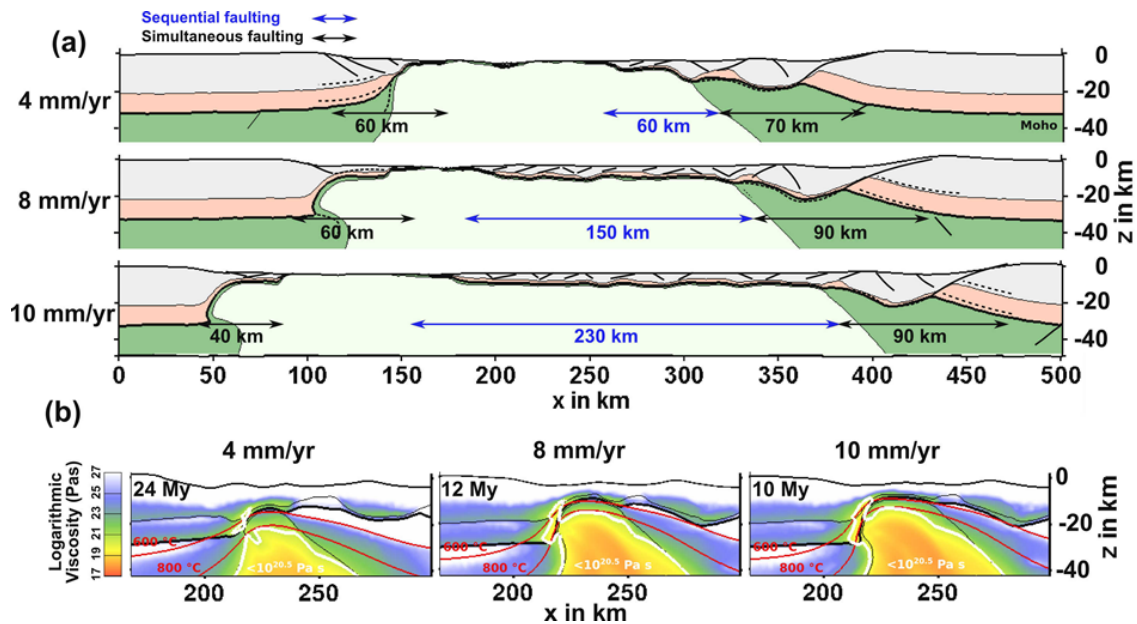 Sequential faulting
Simultaneous faulting
(a)
4 mm/yr
60 km
60 km
70 km
Moho
0
-20
-40
8 mm/yr
60 km
150 km
90 km
0
-20
-40
z in km
10 mm/yr
40 km
230 km
90 km
0
-20
-40
0 50 100 150 200 250 300 350 400 450 500
x in km
(b)
4 mm/yr 8 mm/yr 10 mm/yr
Logarithmic
Viscosity (Pas)
17 19 21 23 25 27
24 My
600 °C
800 °C
<10^20.5 Pa s
12 My
600 °C
800 °C
<10^20.5 Pa s
10 My
600 °C
800 °C
<10^20.5 Pa s
0
-20
-40
z in km
200 250 200 250 200 250
x in km